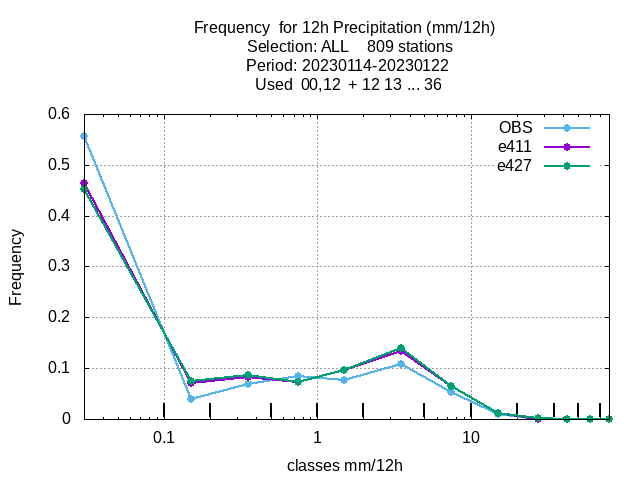 Frequency  for 12h Precipitation (mm/12h)
Selection: ALL    809 stations
Period: 20230114-20230122
Used  00,12  + 12 13 ... 36
0.6
0.5
0.4
0.3
0.2
0.1
0
Frequency
OBS
e411
e427
0.1
1
10
classes mm/12h